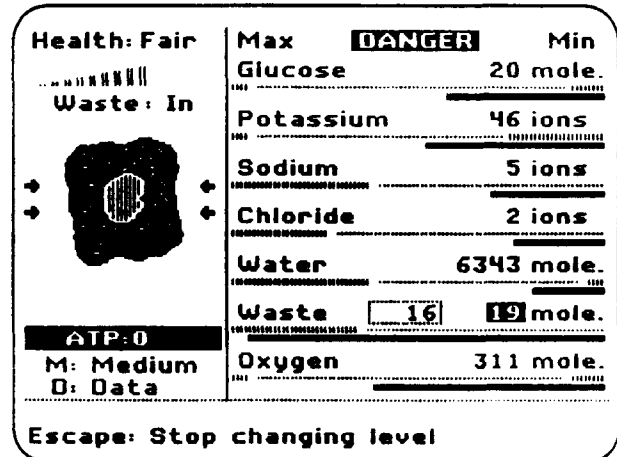 Health: Fair
Waste: In
ATP:0
M: Medium
D: Data
Max DANGER Min
Glucose 20 mole.
Potassium 46 ions
Sodium 5 ions
Chloride 2 ions
Water 6343 mole.
Waste 16 19 mole.
Oxygen 311 mole.
Escape: Stop changing level